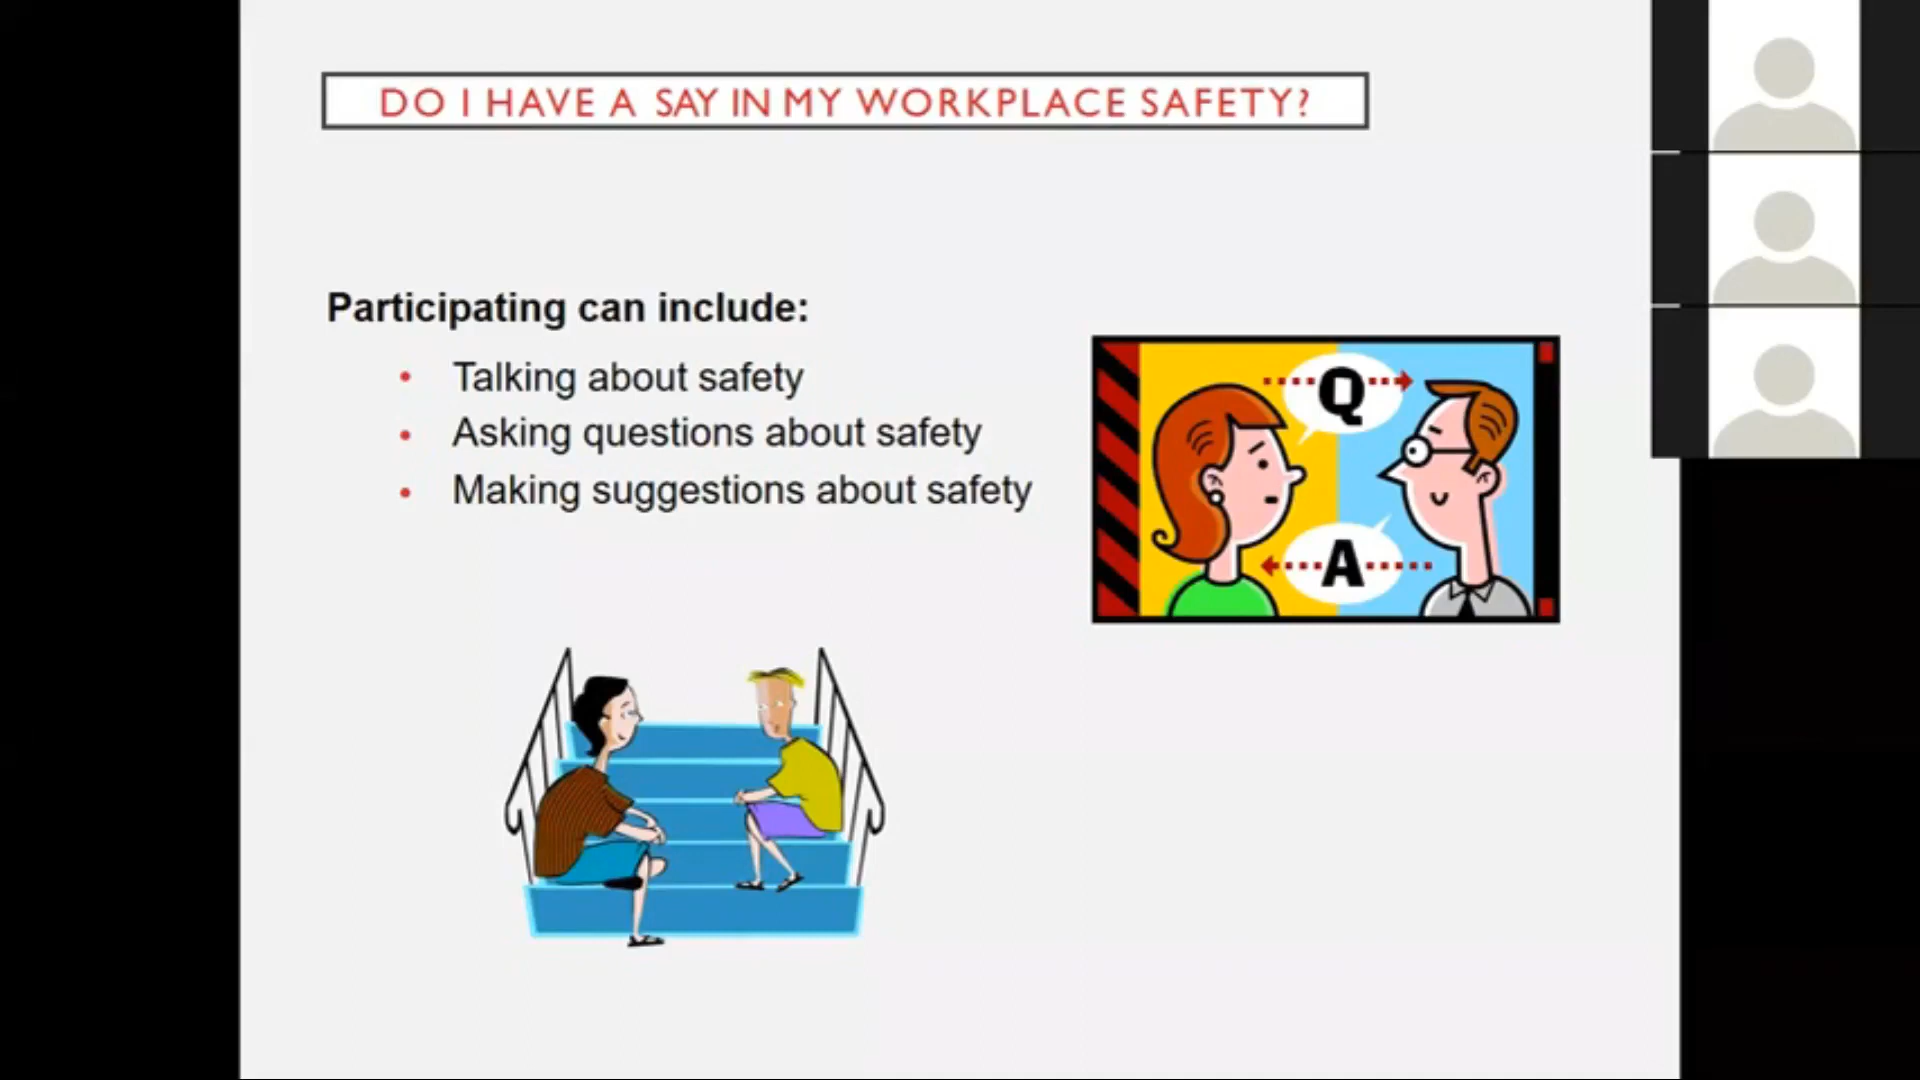 DO I HAVE A SAY IN MY WORKPLACE SAFETY?
Participating can include:
• Talking about safety
• Asking questions about safety
• Making suggestions about safety
Q
A